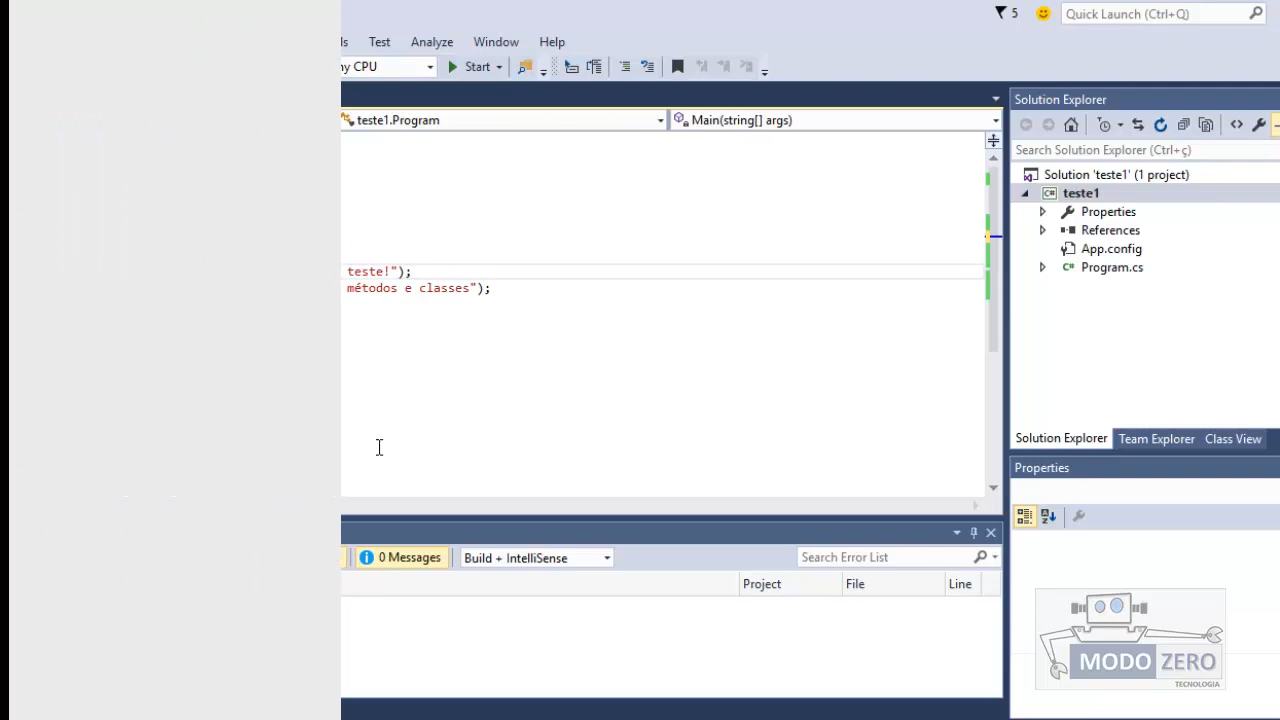 5
Quick Launch (Ctrl+Q)
Test Analyze Window Help
CPU Start
teste1.Program Main(string[] args)
Solution Explorer
Search Solution Explorer (Ctrl+ç)
Solution 'teste1' (1 project)
C# teste1
Properties
References
App.config
C# Program.cs
teste!");
métodos e classes");
Solution Explorer Team Explorer Class View
Properties
0 Messages Build + IntelliSense Search Error List
Project File Line
MODO ZERO
TECNOLOGIA